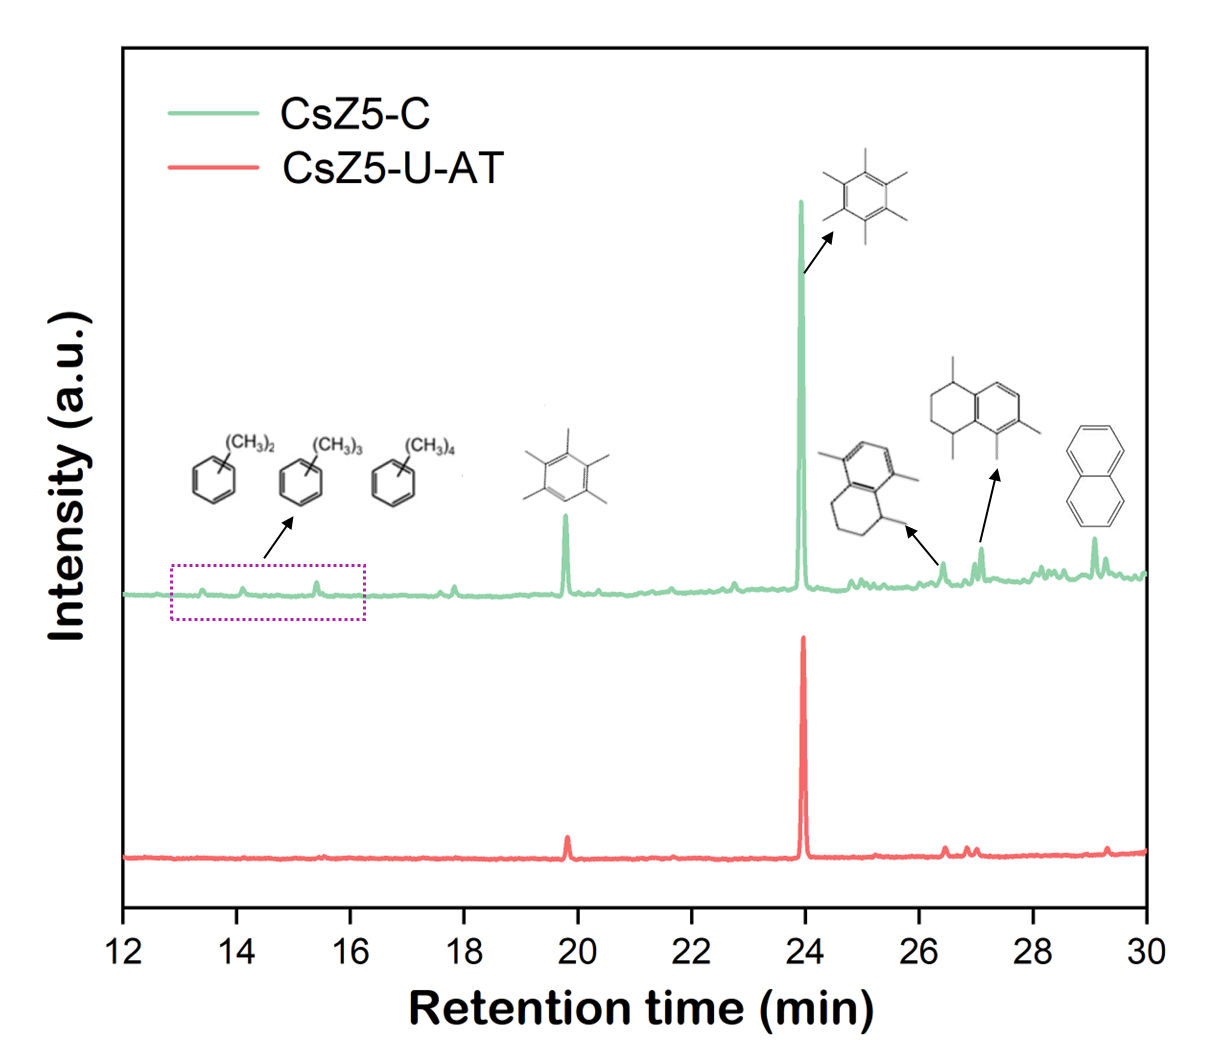 CsZ5-C
CsZ5-U-AT
(CH₃)₂
(CH₃)₃
(CH₃)₄
Intensity (a.u.)
12 14 16 18 20 22 24 26 28 30
Retention time (min)